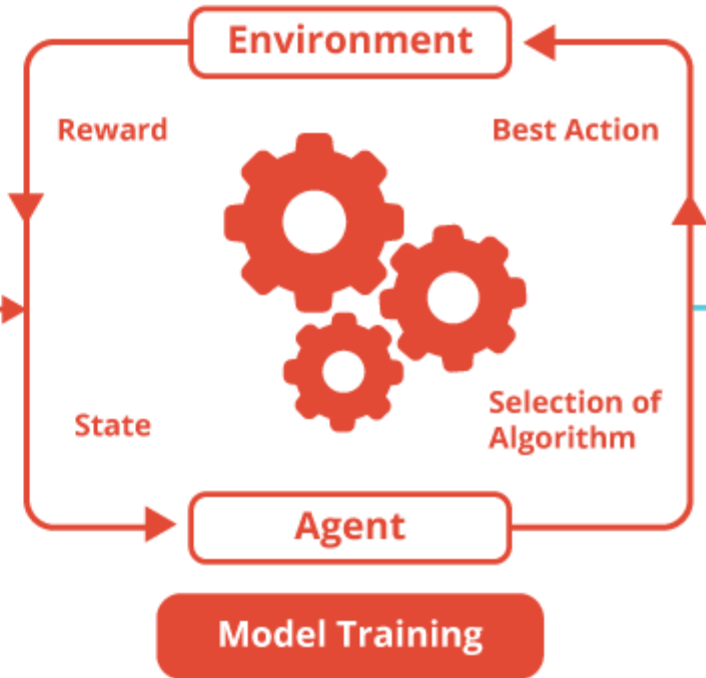 Environment
Reward
Best Action
State
Selection of
Algorithm
Agent
Model Training